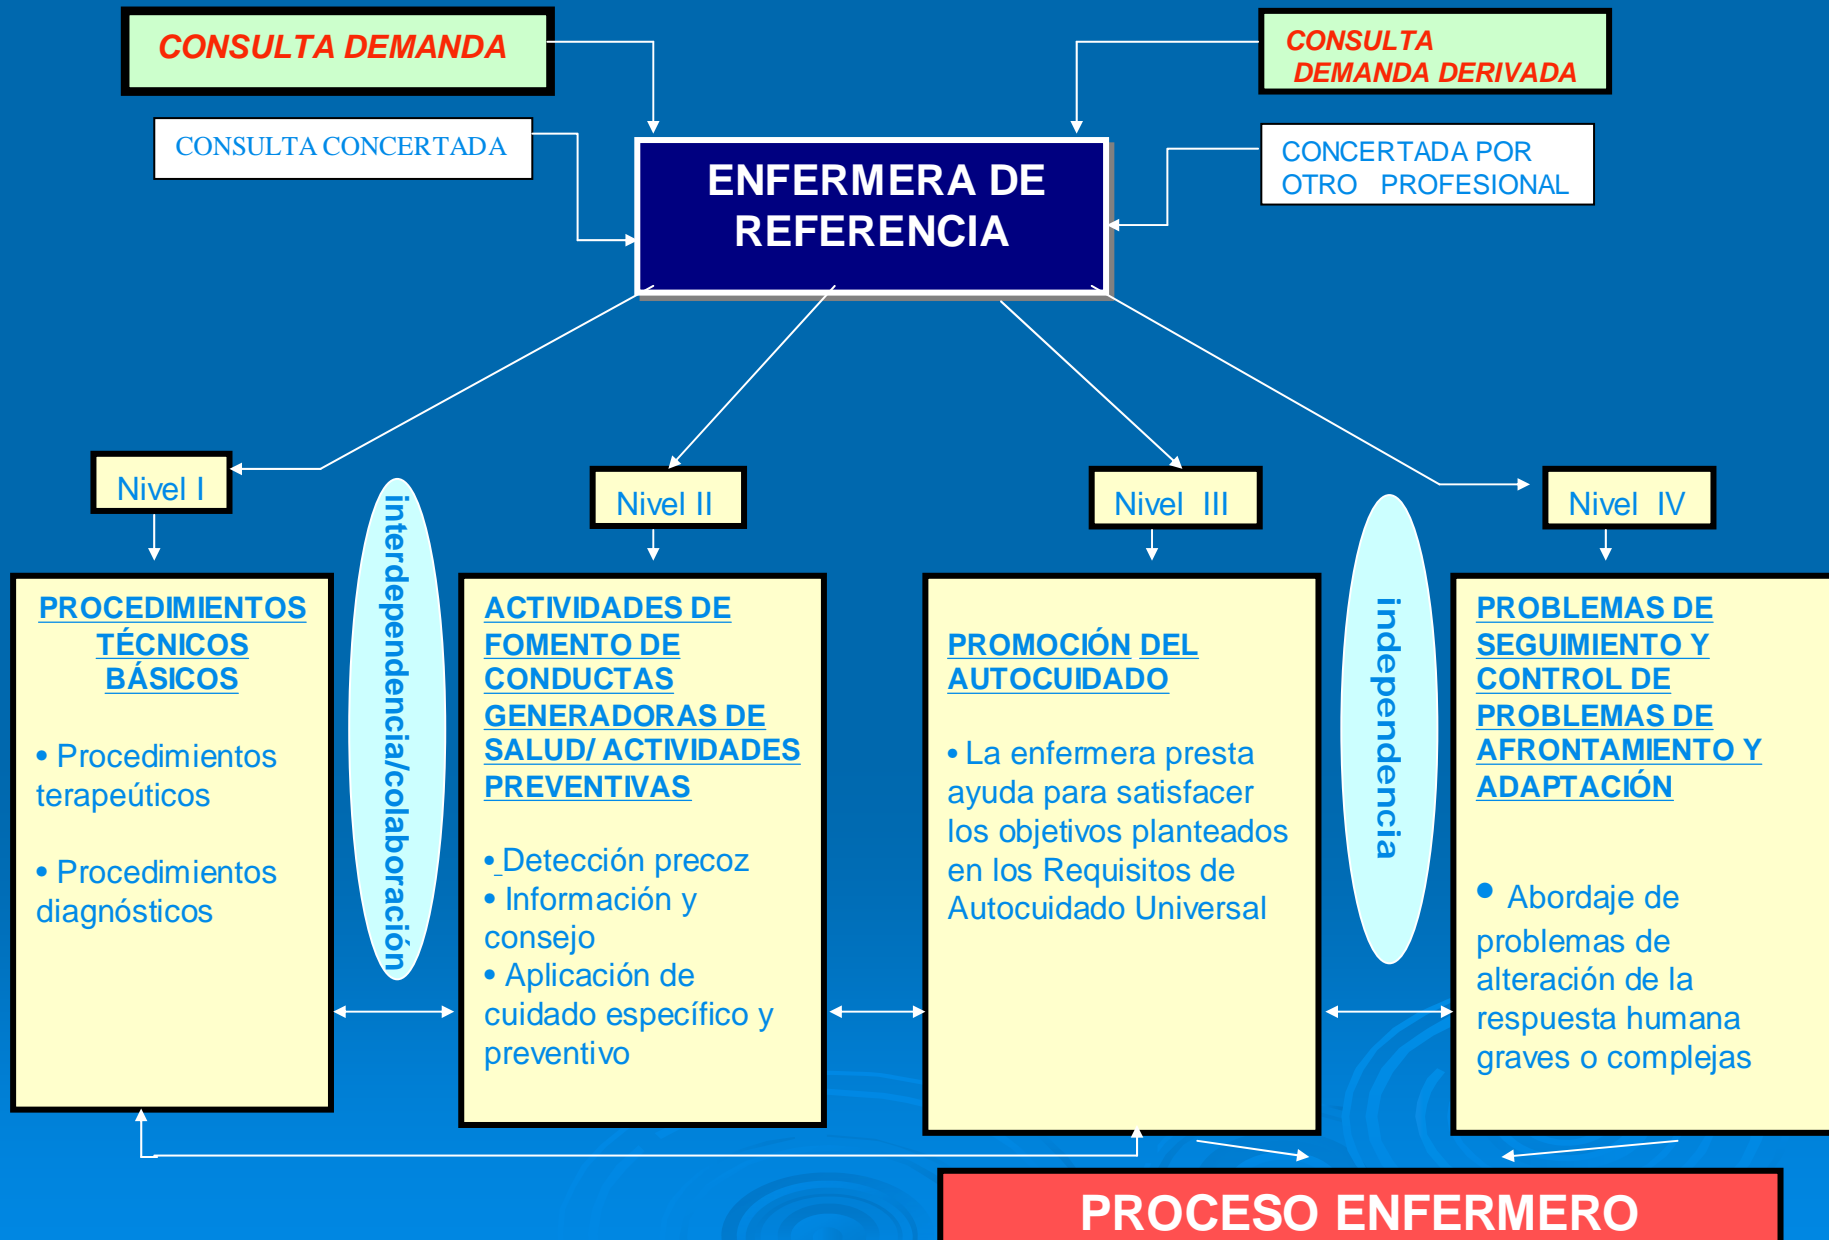 CONSULTA DEMANDA
CONSULTA
DEMANDA DERIVADA
CONSULTA CONCERTADA
CONCERTADA POR
OTRO PROFESIONAL
ENFERMERA DE
REFERENCIA
Nivel I
Nivel II
Nivel III
Nivel IV
PROCEDIMIENTOS
TÉCNICOS
BÁSICOS
• Procedimientos
terapeúticos
• Procedimientos
diagnósticos
interdependencia/colaboración
ACTIVIDADES DE
FOMENTO DE
CONDUCTAS
GENERADORAS DE
SALUD/ ACTIVIDADES
PREVENTIVAS
• Detección precoz
• Información y
consejo
• Aplicación de
cuidado específico y
preventivo
PROMOCIÓN DEL
AUTOCUIDADO
• La enfermera presta
ayuda para satisfacer
los objetivos planteados
en los Requisitos de
Autocuidado Universal
independencia
PROBLEMAS DE
SEGUIMIENTO Y
CONTROL DE
PROBLEMAS DE
AFRONTAMIENTO Y
ADAPTACIÓN
• Abordaje de
problemas de
alteración de la
respuesta humana
graves o complejas
PROCESO ENFERMERO